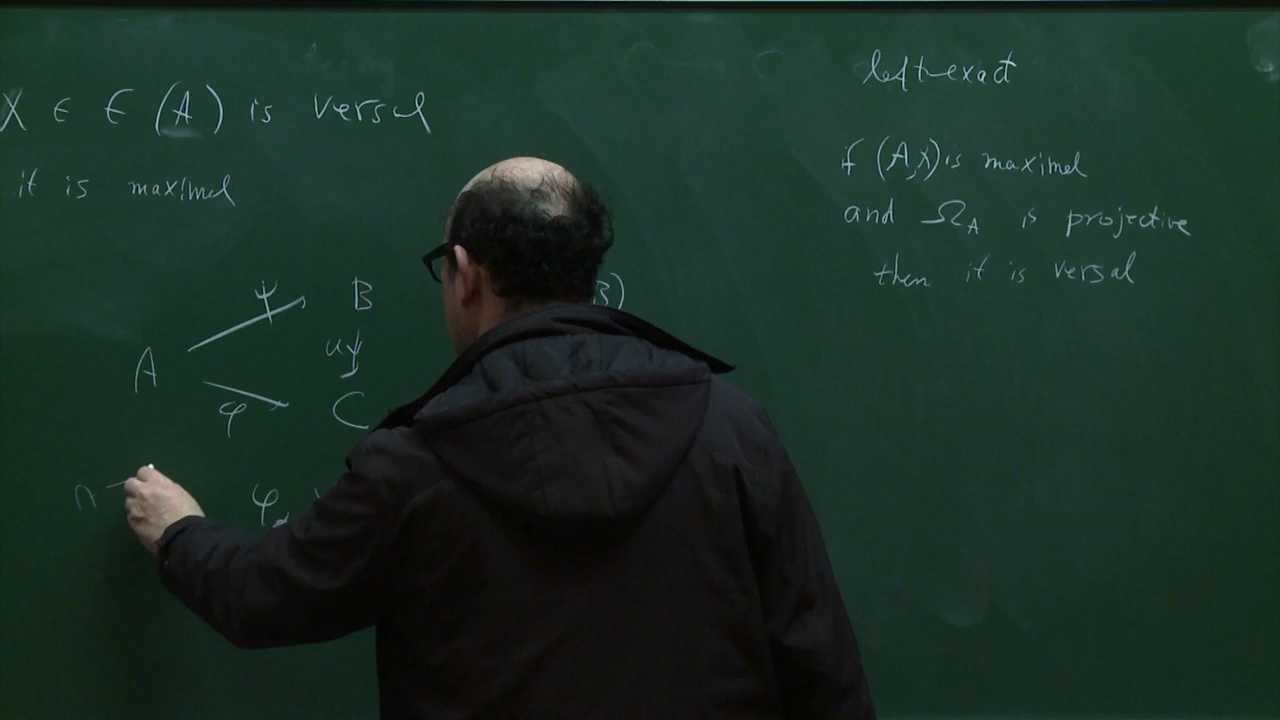 X ∈ E (A) is versal
it is maximal
ψ B
A u↓
φ C
φ
left-exact
if (A,X) is maximal
and Ω_A is projective
then it is versal